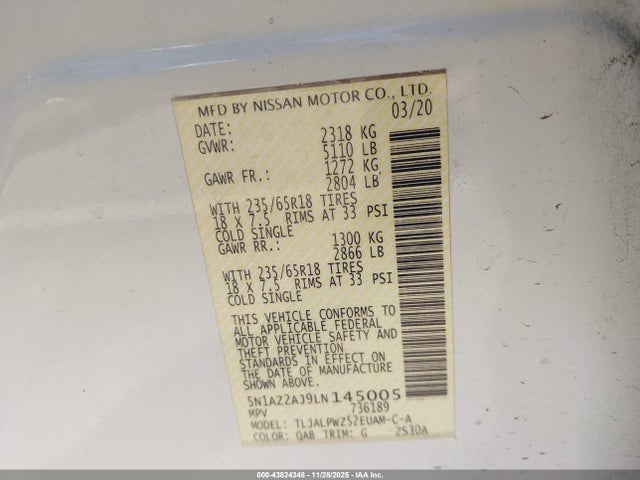 MFD BY NISSAN MOTOR CO., LTD.
DATE: 03/20
GVWR: 2318 KG
5110 LB
GAWR FR.: 1272 KG
2804 LB
WITH 235/65R18 TIRES
18 X 7.5 RIMS AT 33 PSI
COLD SINGLE
GAWR RR.: 1300 KG
2866 LB
WITH 235/65R18 TIRES
18 X 7.5 RIMS AT 33 PSI
COLD SINGLE
THIS VEHICLE CONFORMS TO
ALL APPLICABLE FEDERAL
MOTOR VEHICLE SAFETY AND
THEFT PREVENTION
STANDARDS IN EFFECT ON
THE DATE OF MANUFACTURE
SHOWN ABOVE.
5N1AZ2AJ9LN145005
MPV 736189
MODEL: TLJALPWZ52EUAM-C-A
COLOR: QAB TRIM: G 2S30A
000-43824348 - 11/28/2025 - IAA Inc.